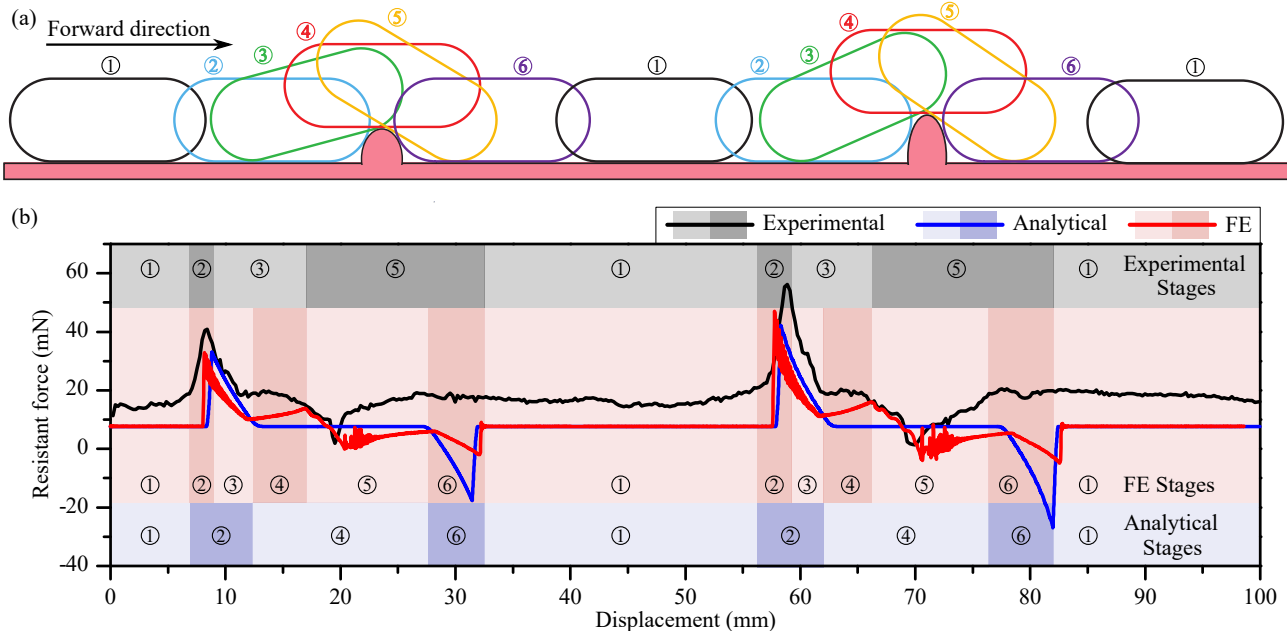 (a)
Forward direction
① ② ③ ④ ⑤ ⑥ ① ② ③ ④ ⑤ ⑥ ①
(b)
Experimental Analytical FE
Resistant force (mN)
60
40
20
0
-20
-40
① ② ③ ⑤ ① ② ③ ⑤ ① Experimental
Stages
① ② ③ ④ ⑤ ⑥ ① ② ③ ④ ⑤ ⑥ ① FE Stages
① ② ④ ⑥ ① ② ④ ⑥ ① Analytical
Stages
0 10 20 30 40 50 60 70 80 90 100
Displacement (mm)